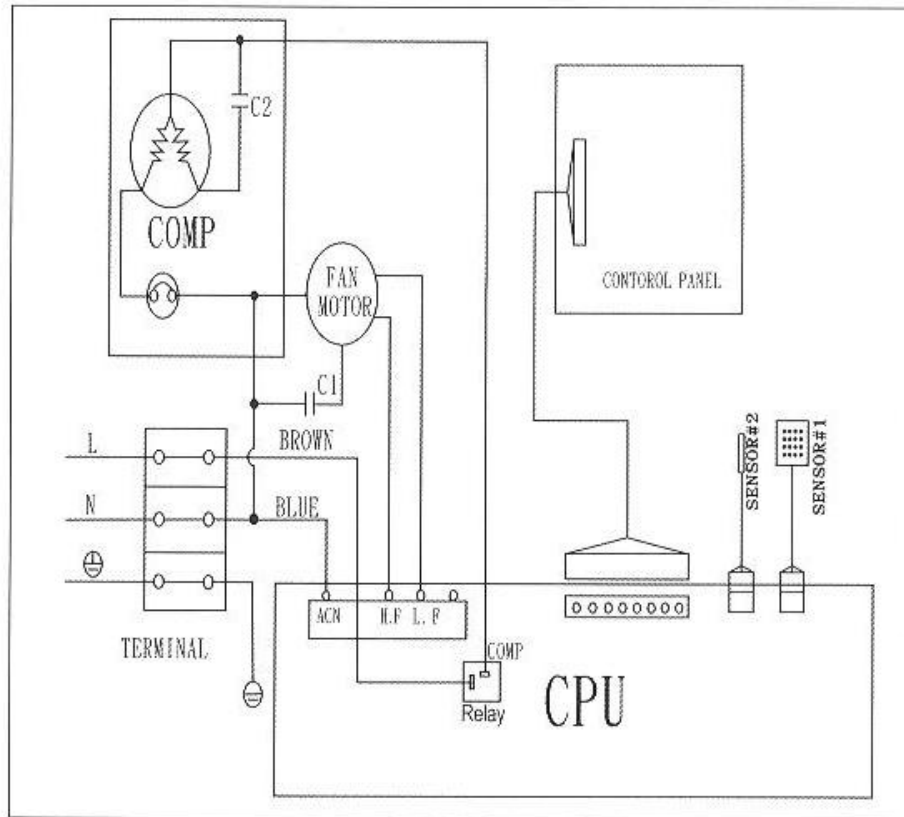 C2
COMP
FAN
MOTOR
CONTOROL PANEL
C1
L
BROWN
SENSOR#2
SENSOR#1
N
BLUE
ACN
H.F
L. F
TERMINAL
COMP
Relay
CPU